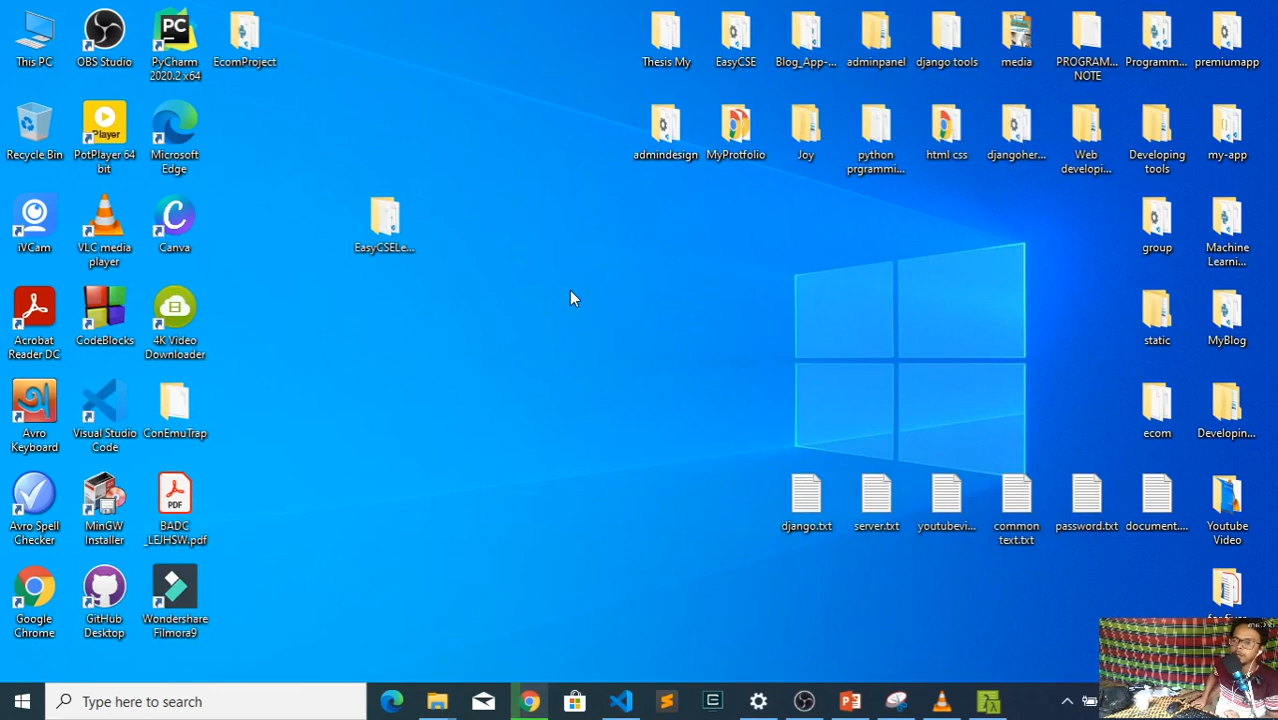 This PC
OBS Studio
PyCharm
2020.2 x64
EcomProject
Thesis My
EasyCSE
Blog_App-...
adminpanel
django tools
media
PROGRAM...
NOTE
Programm...
premiumapp
Recycle Bin
Player
PotPlayer 64
bit
Microsoft
Edge
admindesign
MyProtfolio
Joy
python
prgrammi...
html css
djangoher...
Web
developi...
Developing
tools
my-app
iVCam
VLC media
player
Canva
EasyCSELe...
group
Machine
Learni...
Acrobat
Reader DC
CodeBlocks
4K Video
Downloader
static
MyBlog
Avro
Keyboard
Visual Studio
Code
ConEmuTrap
ecom
Developin...
Avro Spell
Checker
MinGW
Installer
PDF
BADC
_LEJHSW.pdf
django.txt
server.txt
youtubevi...
common
text.txt
password.txt
document....
Youtube
Video
Google
Chrome
GitHub
Desktop
Wondershare
Filmora9
Type here to search